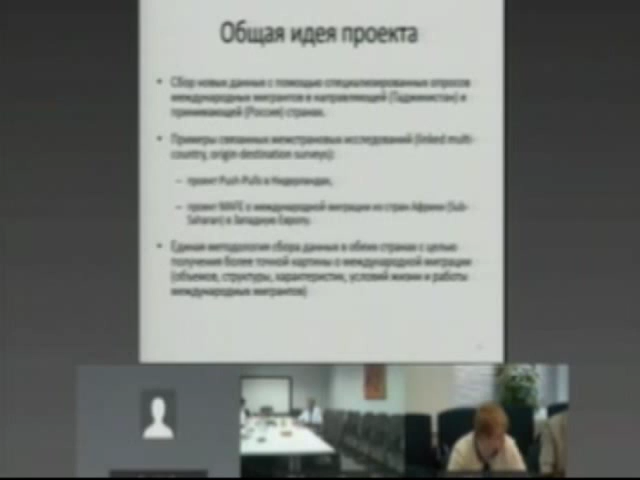 Общая идея проекта
• Сбор новых данных с помощью специализированных опросов
международных мигрантов в направляющей (Таджикистан) и
принимающей (Россия) странах.
• Примеры связанных межстрановых исследований (linked multi-
country, origin-destination surveys):
– проект Push-Pulls в Нидерландах,
– проект MAFE о международной миграции из стран Африки (Sub-
Saharan) в Западную Европу
• Единая методология сбора данных в обеих странах с целью
получения более точной картины о международной миграции
(объемов, структуры, характеристик, условий жизни и работы
международных мигрантов)